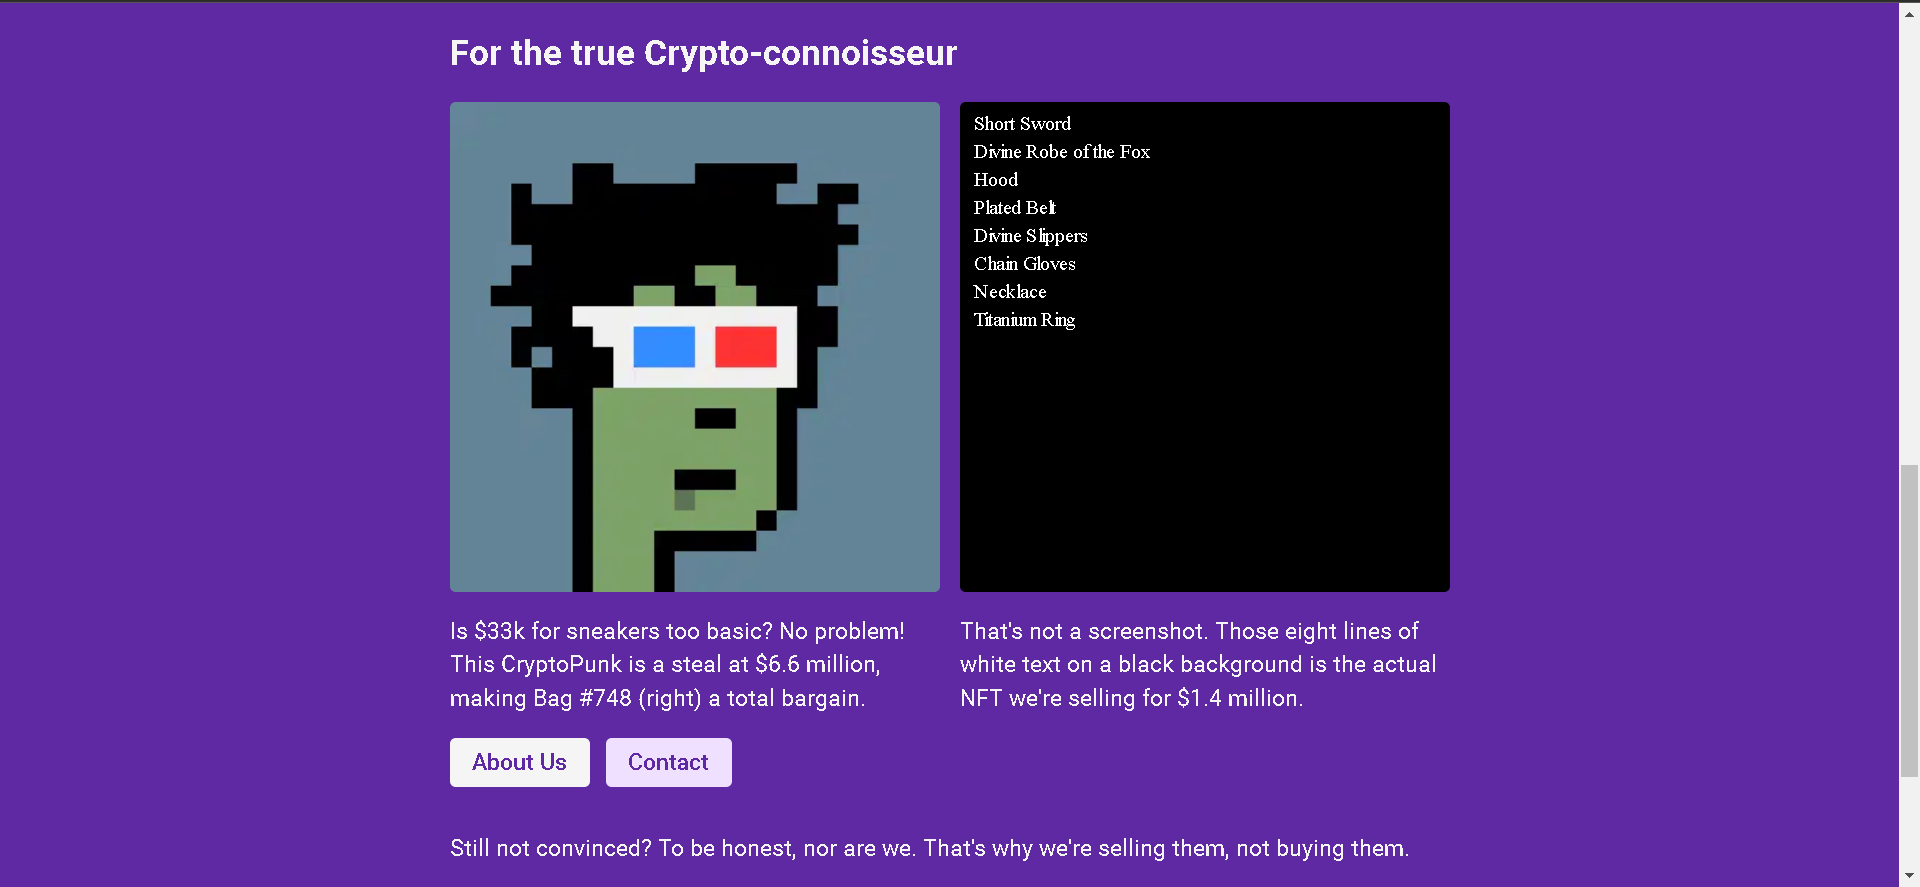 For the true Crypto-connoisseur
Short Sword
Divine Robe of the Fox
Hood
Plated Belt
Divine Slippers
Chain Gloves
Necklace
Titanium Ring
Is $33k for sneakers too basic? No problem!
This CryptoPunk is a steal at $6.6 million,
making Bag #748 (right) a total bargain.
That's not a screenshot. Those eight lines of
white text on a black background is the actual
NFT we're selling for $1.4 million.
About Us
Contact
Still not convinced? To be honest, nor are we. That's why we're selling them, not buying them.